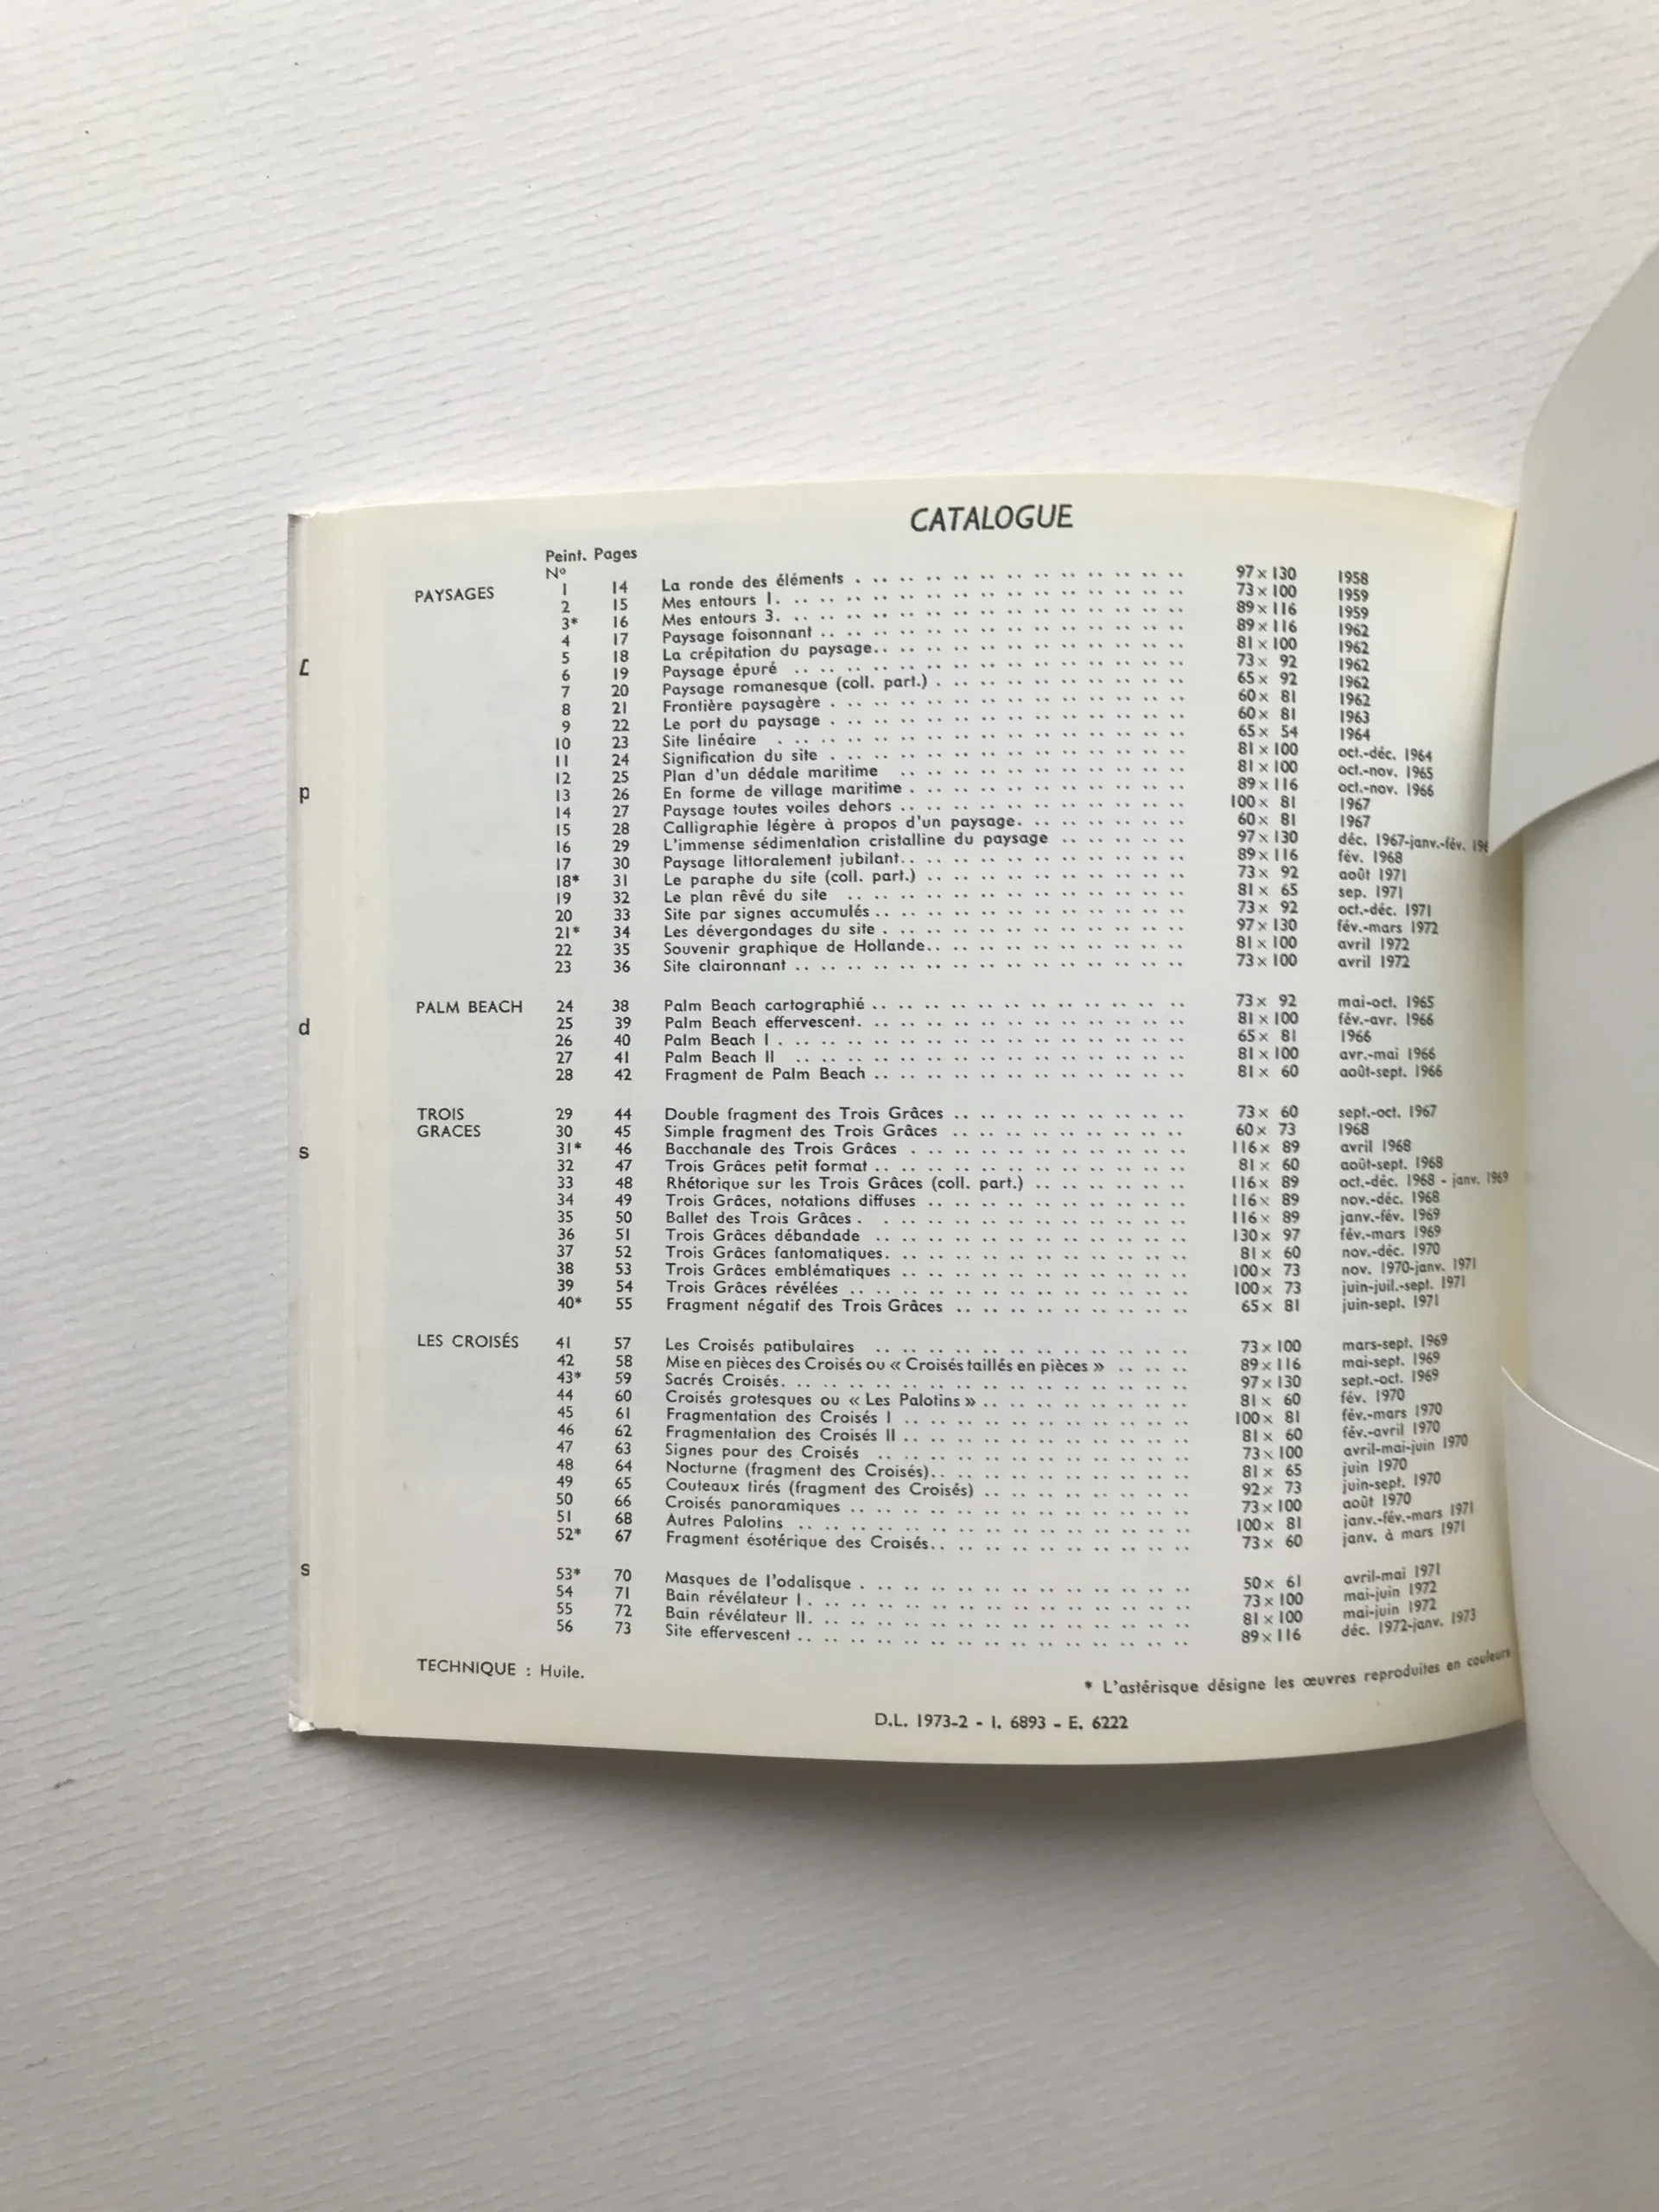 CATALOGUE
Peint. Pages
N°
PAYSAGES 1 14 La ronde des éléments 97 × 130 1958
2 15 Mes entours 1. 73 × 100 1959
3* 16 Mes entours 3. 89 × 116 1959
4 17 Paysage foisonnant 89 × 116 1962
5 18 La crépitation du paysage 81 × 100 1962
6 19 Paysage épuré 73 × 92 1962
7 20 Paysage romanesque (coll. part.) 65 × 92 1962
8 21 Frontière paysagère 60 × 81 1962
9 22 Le port du paysage 60 × 81 1963
10 23 Site linéaire 65 × 54 1964
11 24 Signification du site 81 × 100 oct.-déc. 1964
12 25 Plan d'un dédale maritime 81 × 100 oct.-nov. 1965
13 26 En forme de village maritime 89 × 116 oct.-nov. 1966
14 27 Paysage toutes voiles dehors 100 × 81 1967
15 28 Calligraphie légère à propos d'un paysage. 60 × 81 1967
16 29 L'immense sédimentation cristalline du paysage 97 × 130 déc. 1967-janv.-fév.
17 30 Paysage littoralement jubilant 89 × 116 fév. 1968
18* 31 Le paraphe du site (coll. part.) 73 × 92 août 1971
19 32 Le plan rêvé du site 81 × 65 sep. 1971
20 33 Site par signes accumulés 73 × 92 oct.-déc. 1971
21* 34 Les dévergondages du site 97 × 130 fév.-mars 1972
22 35 Souvenir graphique de Hollande 81 × 100 avril 1972
23 36 Site claironnant 73 × 100 avril 1972
PALM BEACH 24 38 Palm Beach cartographié 73 × 92 mai-oct. 1965
25 39 Palm Beach effervescent. 81 × 100 fév.-avr. 1966
26 40 Palm Beach I 65 × 81 1966
27 41 Palm Beach II 81 × 100 avr.-mai 1966
28 42 Fragment de Palm Beach 81 × 60 août-sept. 1966
TROIS 29 44 Double fragment des Trois Grâces 73 × 60 sept.-oct. 1967
GRACES 30 45 Simple fragment des Trois Grâces 60 × 73 1968
31* 46 Bacchanale des Trois Grâces 116 × 89 avril 1968
32 47 Trois Grâces petit format 81 × 60 août-sept. 1968
33 48 Rhétorique sur les Trois Grâces (coll. part.) 116 × 89 oct.-déc. 1968 - janv. 1969
34 49 Trois Grâces, notations diffuses 116 × 89 nov.-déc. 1968
35 50 Ballet des Trois Grâces 116 × 89 janv.-fév. 1969
36 51 Trois Grâces débandade 130 × 97 fév.-mars 1969
37 52 Trois Grâces fantomatiques. 81 × 60 nov.-déc. 1970
38 53 Trois Grâces emblématiques 100 × 73 nov. 1970-janv. 1971
39 54 Trois Grâces révélées 100 × 73 juin-juil.-sept. 1971
40* 55 Fragment négatif des Trois Grâces 65 × 81 juin-sept. 1971
LES CROISÉS 41 57 Les Croisés patibulaires 73 × 100 mars-sept. 1969
42 58 Mise en pièces des Croisés ou « Croisés taillés en pièces » 89 × 116 mai-sept. 1969
43* 59 Sacrés Croisés. 97 × 130 sept.-oct. 1969
44 60 Croisés grotesques ou « Les Palotins » 81 × 60 fév. 1970
45 61 Fragmentation des Croisés I 100 × 81 fév.-mars 1970
46 62 Fragmentation des Croisés II 81 × 60 fév.-avril 1970
47 63 Signes pour des Croisés 73 × 100 avril-mai-juin 1970
48 64 Nocturne (fragment des Croisés) 81 × 65 juin 1970
49 65 Couteaux tirés (fragment des Croisés) 92 × 73 juin-sept. 1970
50 66 Croisés panoramiques 73 × 100 août 1970
51 68 Autres Palotins 100 × 81 janv.-fév.-mars 1971
52* 67 Fragment ésotérique des Croisés 73 × 60 janv. à mars 1971
53* 70 Masques de l'odalisque 50 × 61 avril-mai 1971
54 71 Bain révélateur I 73 × 100 mai-juin 1972
55 72 Bain révélateur II. 81 × 100 mai-juin 1972
56 73 Site effervescent 89 × 116 déc. 1972-janv. 1973
TECHNIQUE : Huile.
* L'astérisque désigne les œuvres reproduites en couleurs
D.L. 1973-2 - I. 6893 - E. 6222